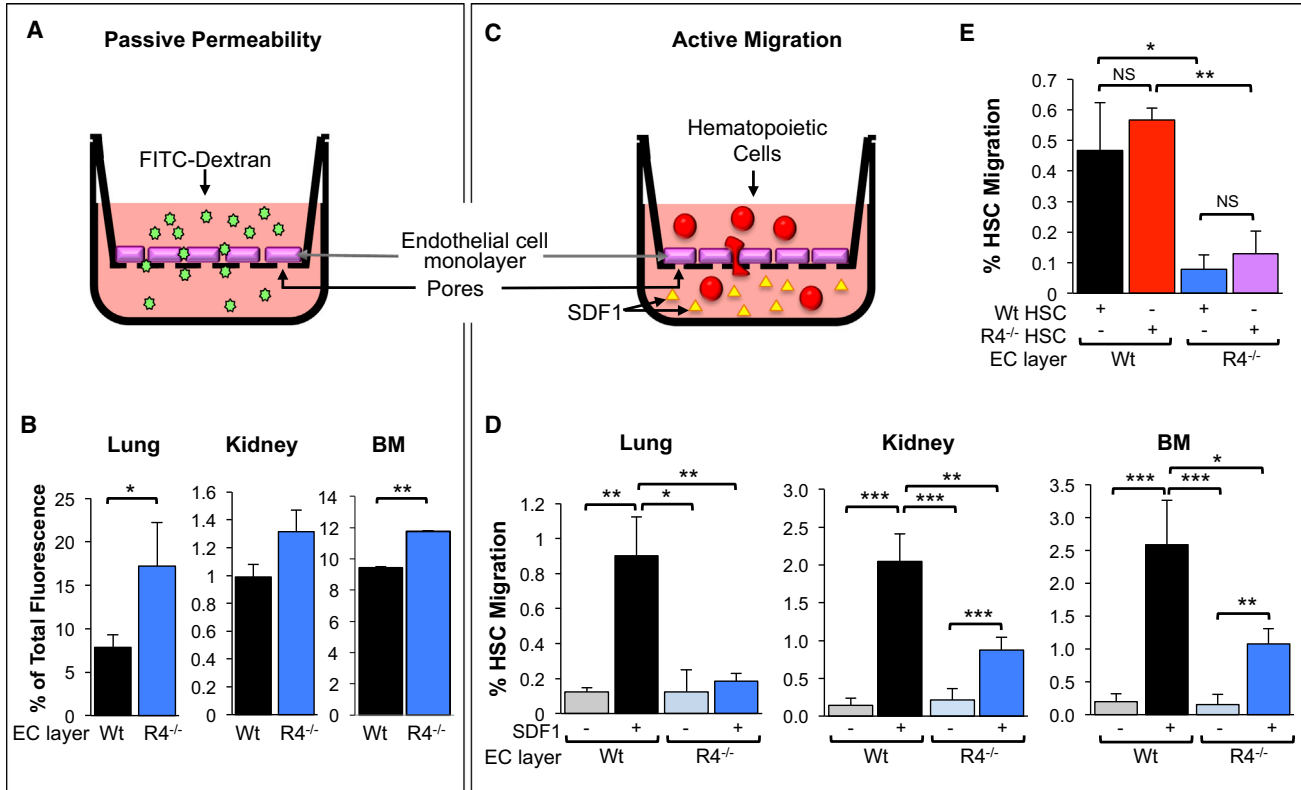 A
Passive Permeability
FITC-Dextran
Endothelial cell
monolayer
Pores
C
Active Migration
Hematopoietic
Cells
SDF1
E
% HSC Migration
0.7
0.6
0.5
0.4
0.3
0.2
0.1
0
*
NS
**
NS
Wt HSC + - + -
R4-/- HSC - + - +
EC layer Wt R4-/-
B
% of Total Fluorescence
Lung
25
20
15
10
5
0
*
EC layer Wt R4-/-
Kidney
1.6
1.4
1.2
1
0.8
0.6
0.4
0.2
0
Wt R4-/-
BM
14
12
10
8
6
4
2
0
**
Wt R4-/-
D
% HSC Migration
Lung
1.2
1
0.8
0.6
0.4
0.2
0
**
** *
SDF1 - + - +
EC layer Wt R4-/-
Kidney
3.0
2.5
2.0
1.5
1.0
0.5
0.0
**
*** ***
***
- + - +
Wt R4-/-
BM
3.5
3.0
2.5
2.0
1.5
1.0
0.5
0.0
*
*** ***
**
- + - +
Wt R4-/-